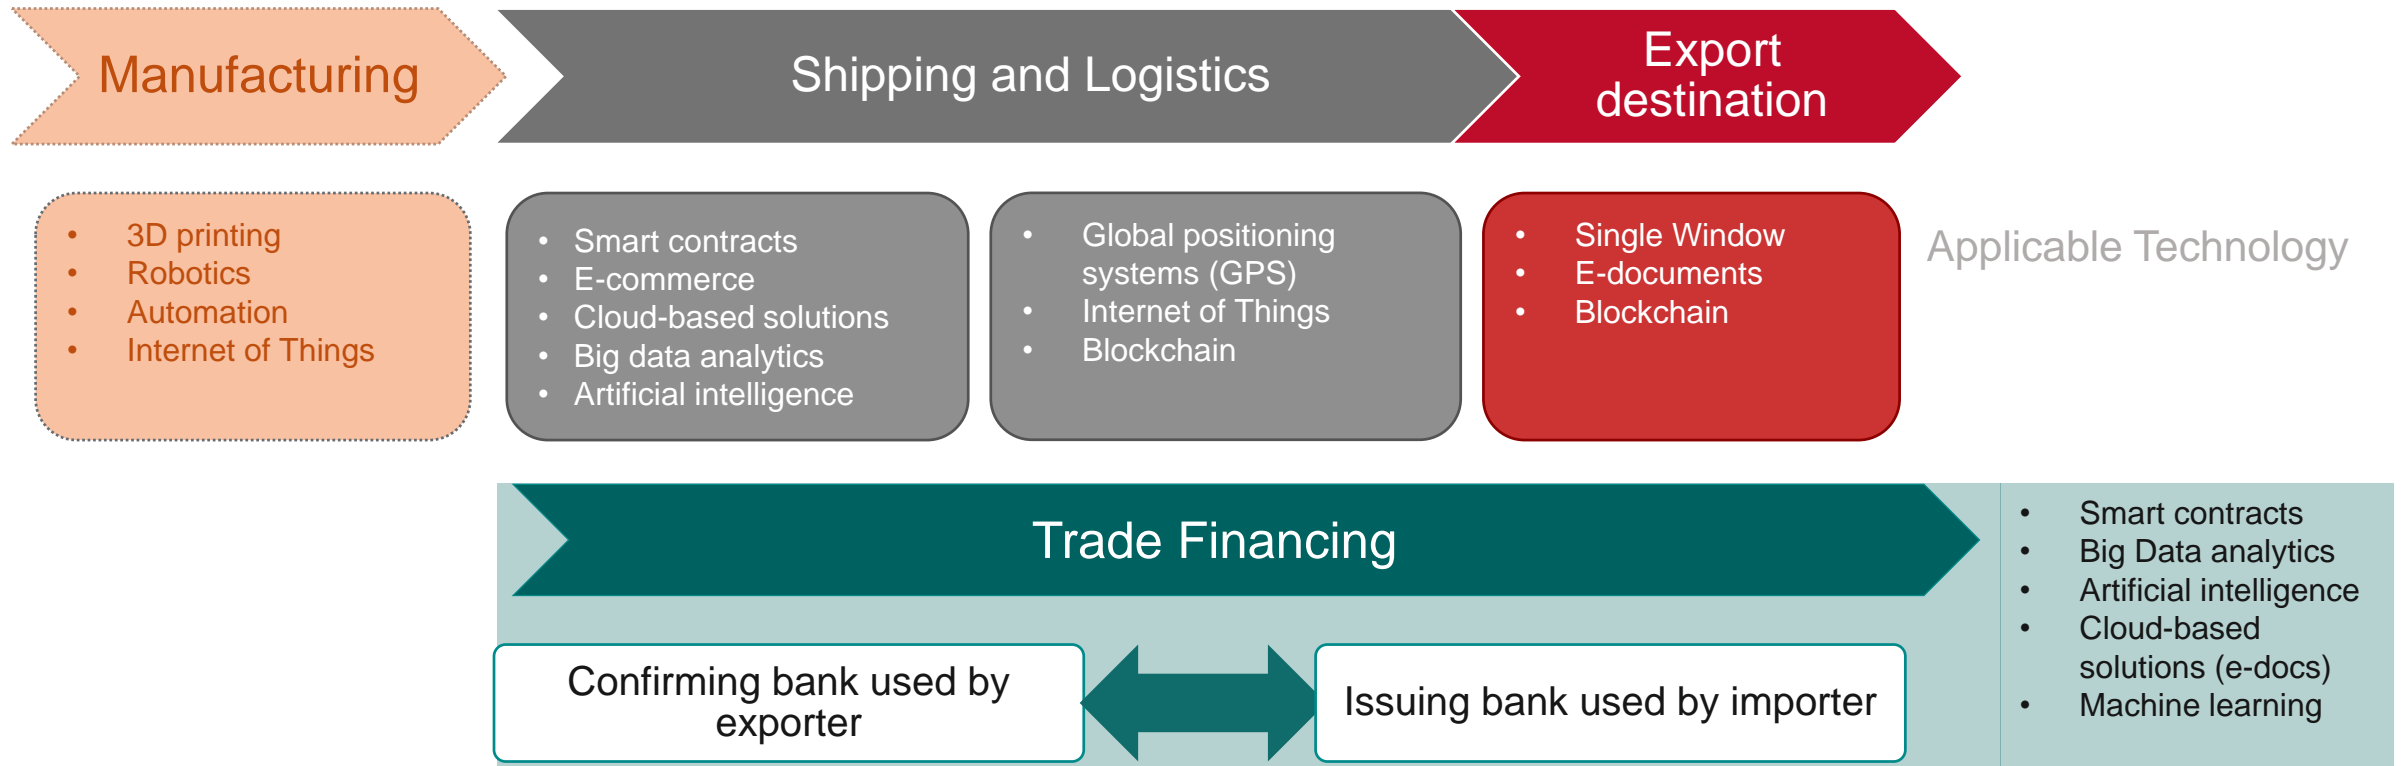 Manufacturing
Shipping and Logistics
Export
destination
• 3D printing
• Robotics
• Automation
• Internet of Things
• Smart contracts
• E-commerce
• Cloud-based solutions
• Big data analytics
• Artificial intelligence
• Global positioning
systems (GPS)
• Internet of Things
• Blockchain
• Single Window
• E-documents
• Blockchain
Applicable Technology
Trade Financing
Confirming bank used by
exporter
Issuing bank used by importer
• Smart contracts
• Big Data analytics
• Artificial intelligence
• Cloud-based
solutions (e-docs)
• Machine learning